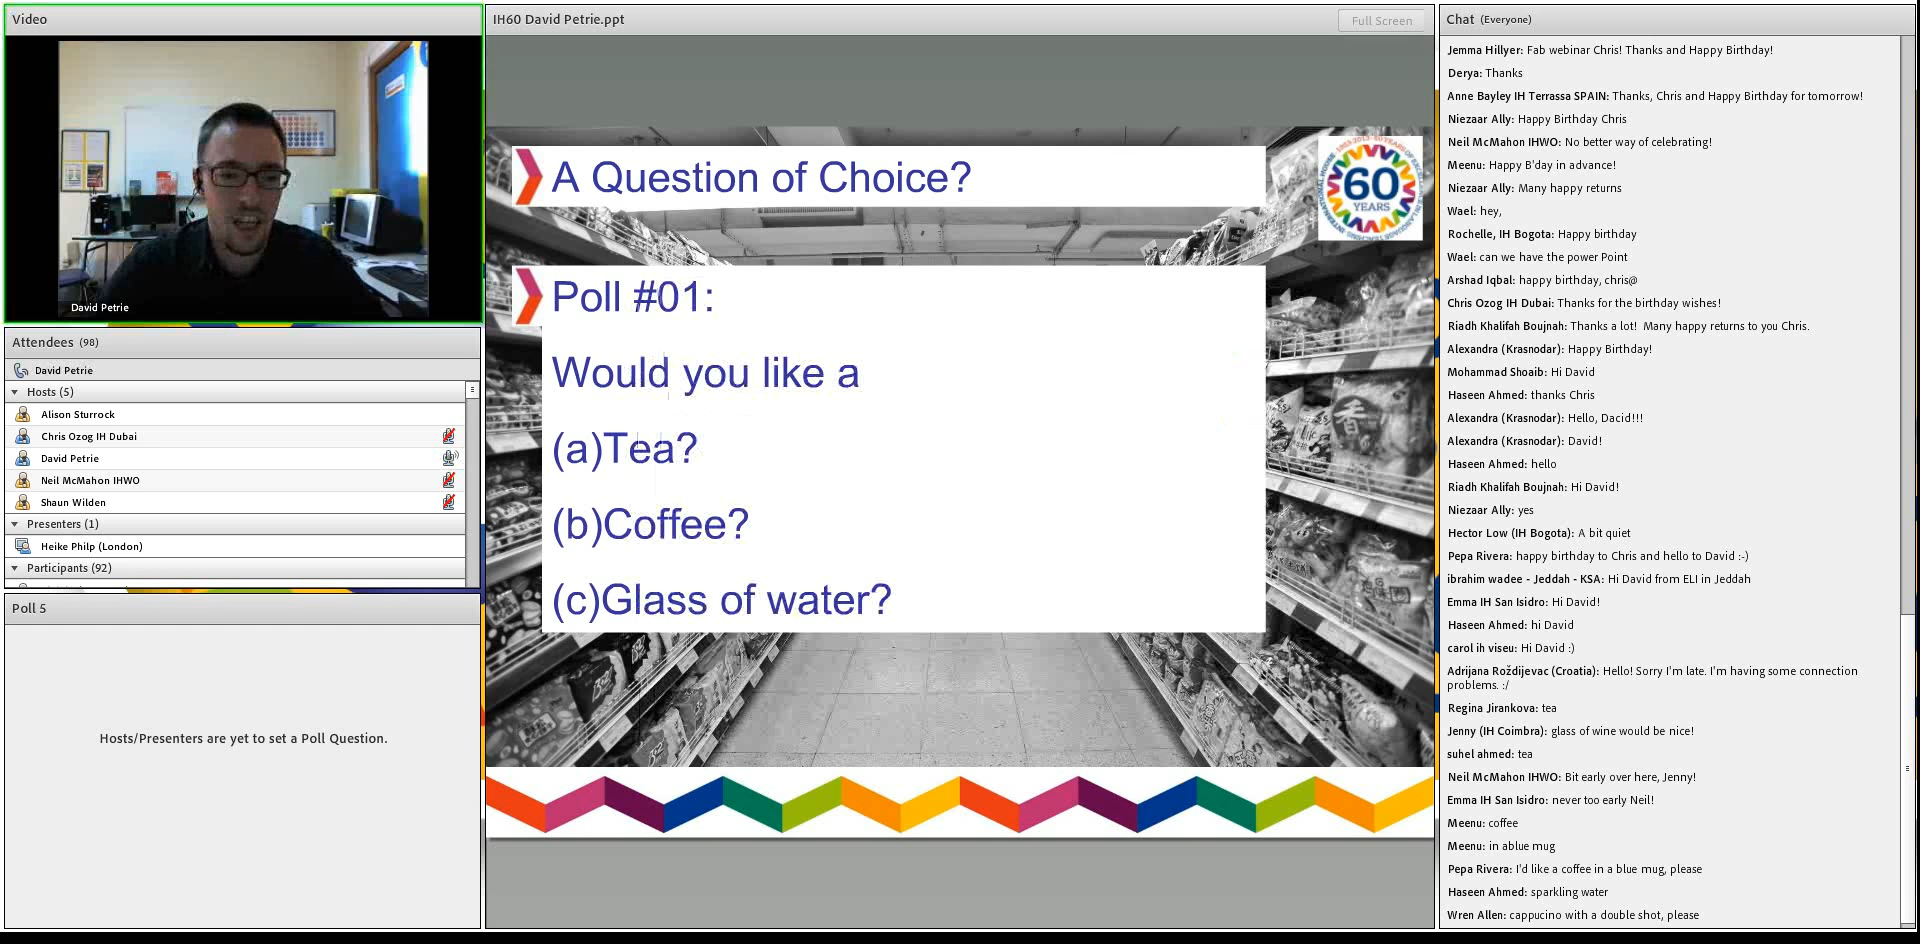 Video
David Petrie
Attendees (98)
David Petrie
Hosts (5)
Alison Sturrock
Chris Ozog IH Dubai
David Petrie
Neil McMahon IHWO
Shaun Wilden
Presenters (1)
Heike Philp (London)
Participants (92)
Poll 5
Hosts/Presenters are yet to set a Poll Question.
IH60 David Petrie.ppt
Full Screen
A Question of Choice?
60
YEARS
Poll #01:
Would you like a
(a)Tea?
(b)Coffee?
(c)Glass of water?
Chat (Everyone)
Jemma Hillyer: Fab webinar Chris! Thanks and Happy Birthday!
Derya: Thanks
Anne Bayley IH Terrassa SPAIN: Thanks, Chris and Happy Birthday for tomorrow!
Niezaar Ally: Happy Birthday Chris
Neil McMahon IHWO: No better way of celebrating!
Meenu: Happy B'day in advance!
Niezaar Ally: Many happy returns
Wael: hey,
Rochelle, IH Bogota: Happy birthday
Wael: can we have the power Point
Arshad Iqbal: happy birthday, chris@
Chris Ozog IH Dubai: Thanks for the birthday wishes!
Riadh Khalifah Boujnah: Thanks a lot!  Many happy returns to you Chris.
Alexandra (Krasnodar): Happy Birthday!
Mohammad Shoaib: Hi David
Haseen Ahmed: thanks Chris
Alexandra (Krasnodar): Hello, Dacid!!!
Alexandra (Krasnodar): David!
Haseen Ahmed: hello
Riadh Khalifah Boujnah: Hi David!
Niezaar Ally: yes
Hector Low (IH Bogota): A bit quiet
Pepa Rivera: happy birthday to Chris and hello to David :-)
ibrahim wadee - Jeddah - KSA: Hi David from ELI in Jeddah
Emma IH San Isidro: Hi David!
Haseen Ahmed: hi David
carol ih viseu: Hi David :)
Adrijana Roždijevac (Croatia): Hello! Sorry I'm late. I'm having some connection
problems. :/
Regina Jirankova: tea
Jenny (IH Coimbra): glass of wine would be nice!
suhel ahmed: tea
Neil McMahon IHWO: Bit early over here, Jenny!
Emma IH San Isidro: never too early Neil!
Meenu: coffee
Meenu: in ablue mug
Pepa Rivera: I'd like a coffee in a blue mug, please
Haseen Ahmed: sparkling water
Wren Allen: cappucino with a double shot, please